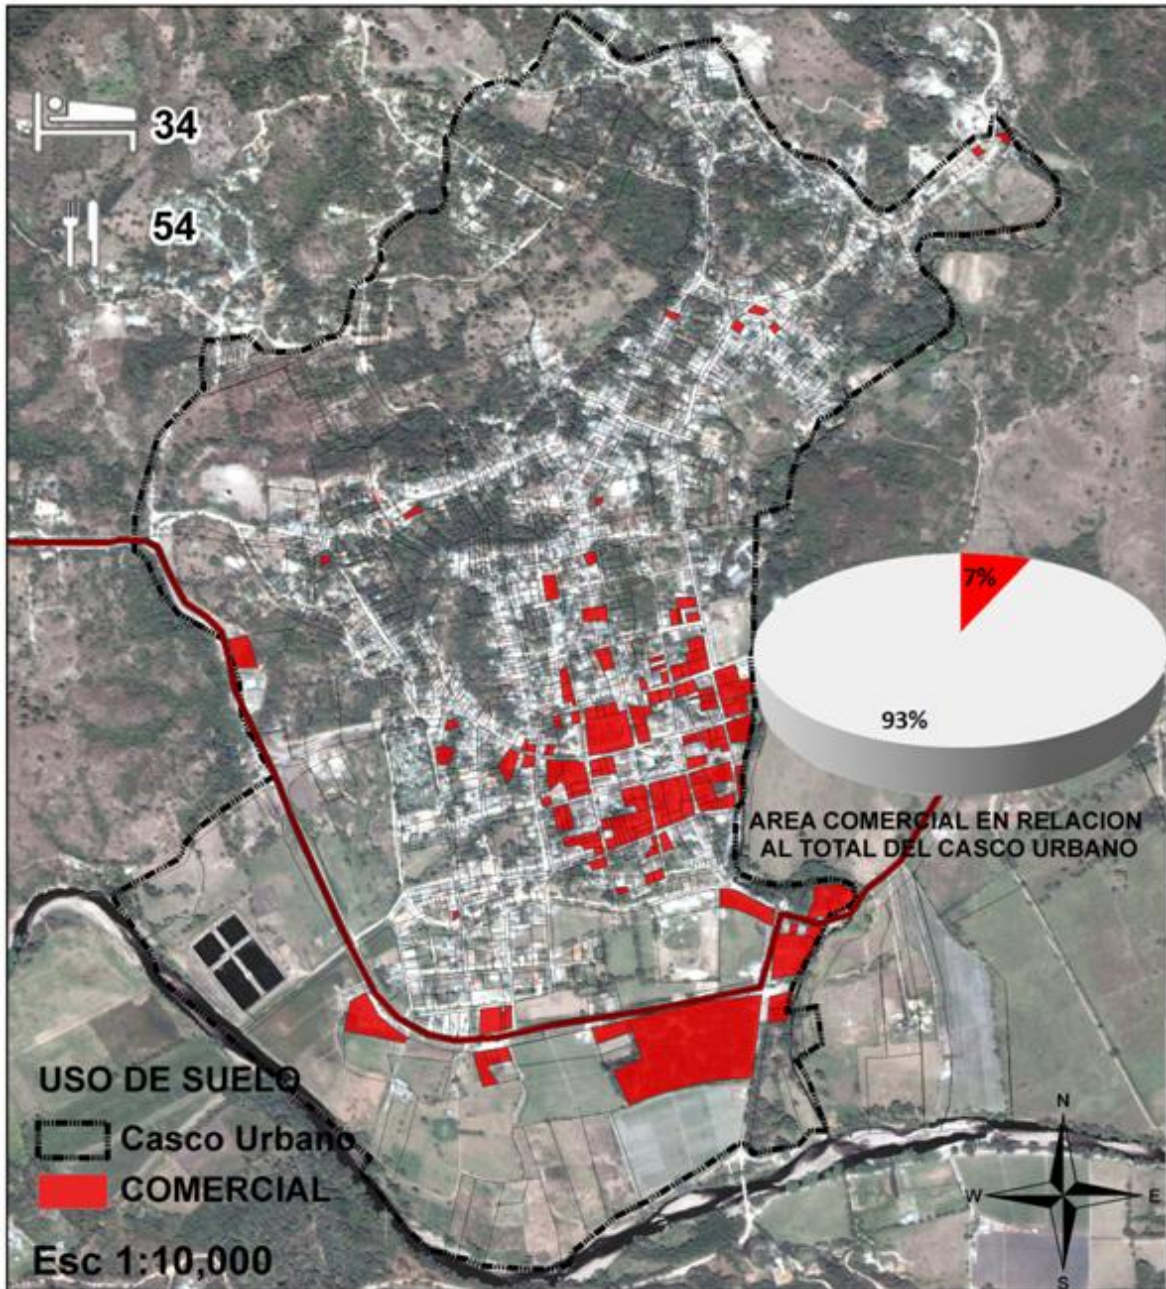 34
54
7%
93%
AREA COMERCIAL EN RELACION
AL TOTAL DEL CASCO URBANO
USO DE SUELO
Casco Urbano
COMERCIAL
Esc 1:10,000
N
W
E
S